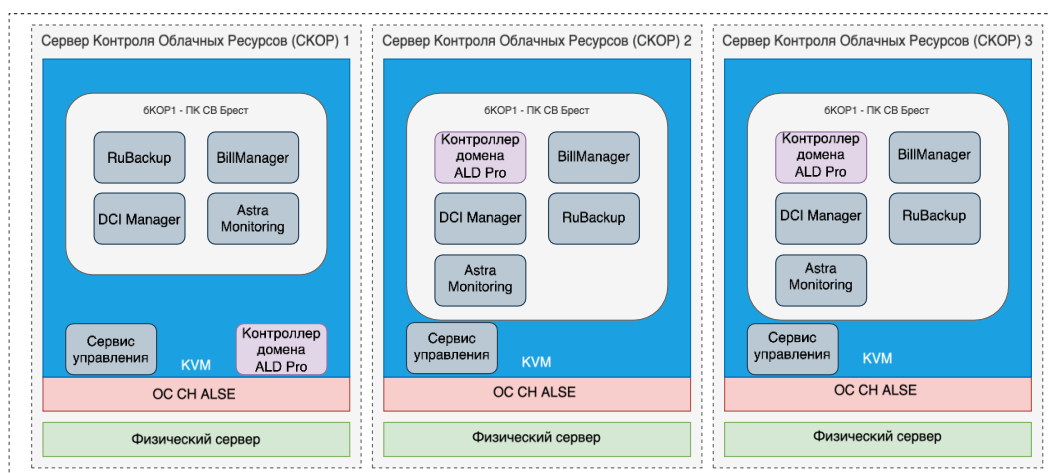 Сервер Контроля Облачных Ресурсов (СКОР) 1
бКОР1 - ПК СВ Брест
RuBackup
BillManager
DCI Manager
Astra
Monitoring
Сервис
управления
KVM
Контроллер
домена
ALD Pro
ОС СН ALSE
Физический сервер
Сервер Контроля Облачных Ресурсов (СКОР) 2
бКОР1 - ПК СВ Брест
Контроллер
домена
ALD Pro
BillManager
DCI Manager
RuBackup
Astra
Monitoring
Сервис
управления
KVM
ОС СН ALSE
Физический сервер
Сервер Контроля Облачных Ресурсов (СКОР) 3
бКОР1 - ПК СВ Брест
Контроллер
домена
ALD Pro
BillManager
DCI Manager
RuBackup
Astra
Monitoring
Сервис
управления
KVM
ОС СН ALSE
Физический сервер